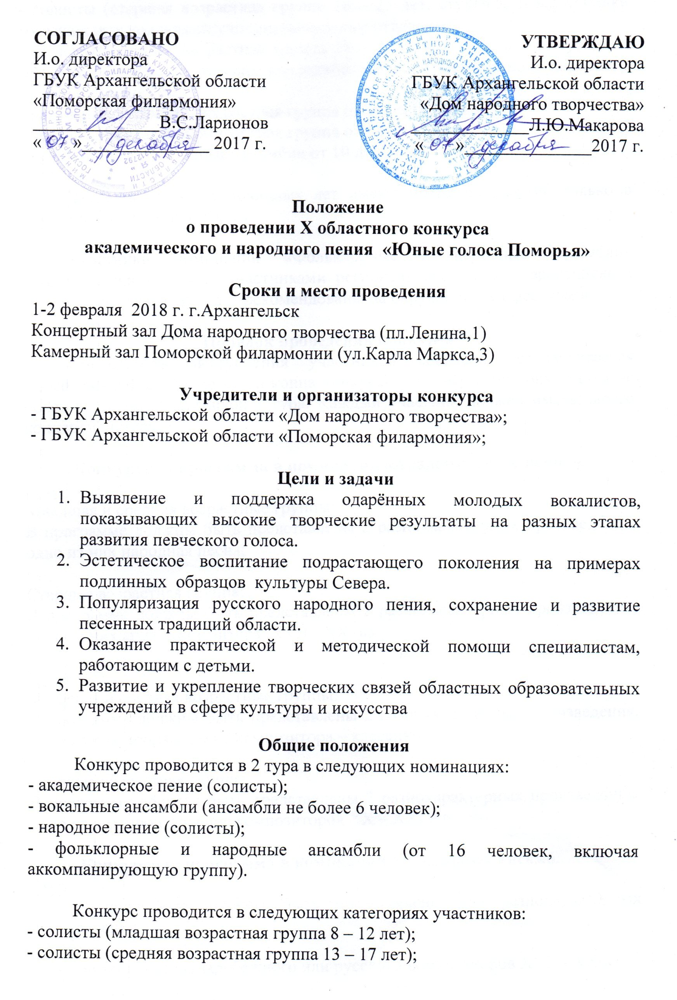 СОГЛАСОВАНО
И.о. директора
ГБУК Архангельской области
«Поморская филармония»
______________В.С.Ларионов
« 07 »______декабря______ 2017 г.
УТВЕРЖДАЮ
И.о. директора
ГБУК Архангельской области
«Дом народного творчества»
_____________Л.Ю.Макарова
« 07 »______декабря______2017 г.
Положение
о проведении X областного конкурса
академического и народного пения «Юные голоса Поморья»
Сроки и место проведения
1-2 февраля 2018 г. г.Архангельск
Концертный зал Дома народного творчества (пл.Ленина,1)
Камерный зал Поморской филармонии (ул.Карла Маркса,3)
Учредители и организаторы конкурса
- ГБУК Архангельской области «Дом народного творчества»;
- ГБУК Архангельской области «Поморская филармония»;
Цели и задачи
1. Выявление и поддержка одарённых молодых вокалистов,
показывающих высокие творческие результаты на разных этапах
развития певческого голоса.
2. Эстетическое воспитание подрастающего поколения на примерах
подлинных образцов культуры Севера.
3. Популяризация русского народного пения, сохранение и развитие
песенных традиций области.
4. Оказание практической и методической помощи специалистам,
работающим с детьми.
5. Развитие и укрепление творческих связей областных образовательных
учреждений в сфере культуры и искусства
Общие положения
Конкурс проводится в 2 тура в следующих номинациях:
- академическое пение (солисты);
- вокальные ансамбли (ансамбли не более 6 человек);
- народное пение (солисты);
- фольклорные и народные ансамбли (от 16 человек, включая
аккомпанирующую группу).
Конкурс проводится в следующих категориях участников:
- солисты (младшая возрастная группа 8 – 12 лет);
- солисты (средняя возрастная группа 13 – 17 лет);